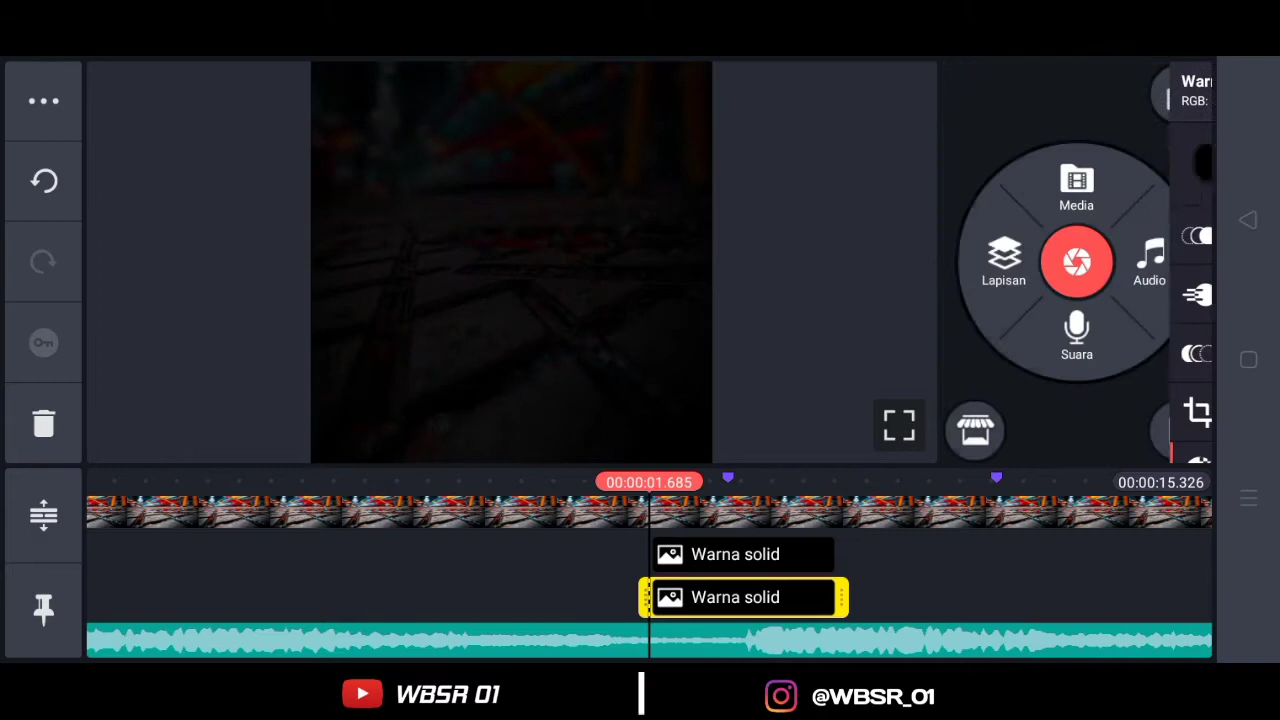 War
RGB:
Media
Lapisan
Audio
Suara
00:00:01.685
00:00:15.326
Warna solid
Warna solid
WBSR 01
@WBSR_01